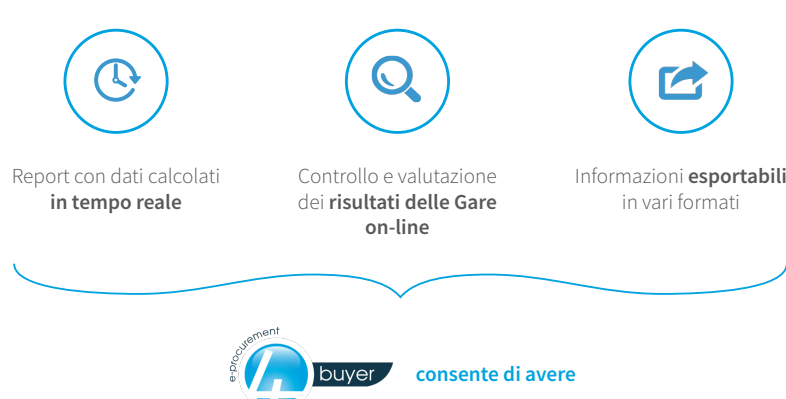 Report con dati calcolati
in tempo reale
Controllo e valutazione
dei risultati delle Gare
on-line
Informazioni esportabili
in vari formati
e-procurement
4 buyer
consente di avere